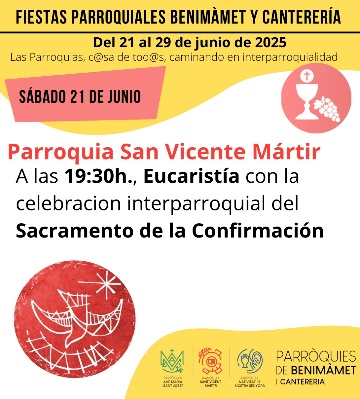 FIESTAS PARROQUIALES BENIMÀMET Y CANTERERÍA
Del 21 al 29 de junio de 2025
Las Parroquias, c@sa de tod@s, caminando en interparroquialidad
SÁBADO 21 DE JUNIO
Parroquia San Vicente Mártir
A las 19:30h., Eucaristía con la
celebracion interparroquial del
Sacramento de la Confirmación
PARRÒQUIES
DE BENIMÀMET
I CANTERERIA